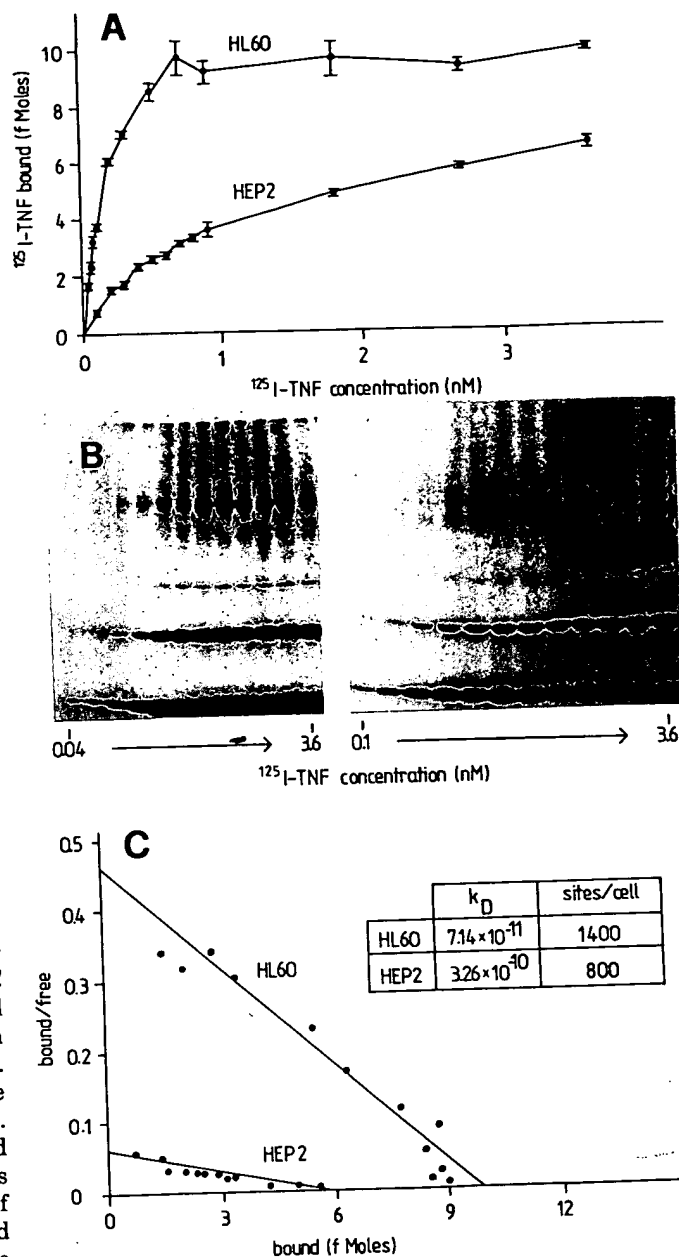 A
HL60
HEP2
10
8
6
4
2
0
¹²⁵I-TNF bound (f Moles)
0 1 2 3
¹²⁵I-TNF concentration (nM)
B
0.04 3.6 0.1 3.6
¹²⁵I-TNF concentration (nM)
C
0.5
0.4
0.3
0.2
0.1
0
bound/free
k_D sites/cell
HL60 7.14×10⁻¹¹ 1400
HEP2 3.26×10⁻¹⁰ 800
HL60
HEP2
0 3 6 9 12
bound (f Moles)